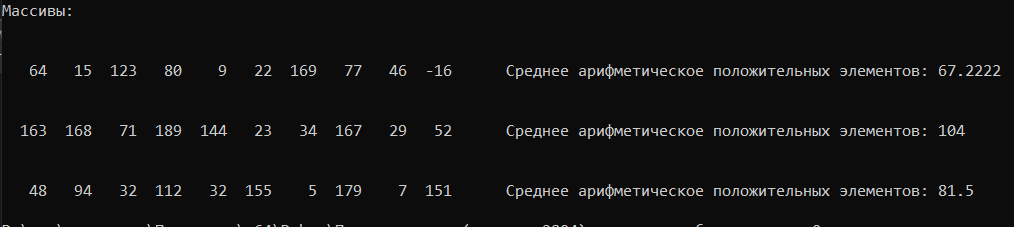 Массивы:
64 15 123 80 9 22 169 77 46 -16 Среднее арифметическое положительных элементов: 67.2222
163 168 71 189 144 23 34 167 29 52 Среднее арифметическое положительных элементов: 104
48 94 32 112 32 155 5 179 7 151 Среднее арифметическое положительных элементов: 81.5